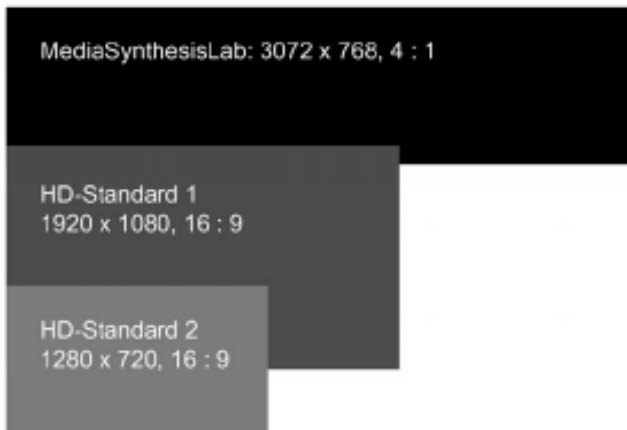 MediaSynthesisLab: 3072 x 768, 4 : 1
HD-Standard 1
1920 x 1080, 16 : 9
HD-Standard 2
1280 x 720, 16 : 9